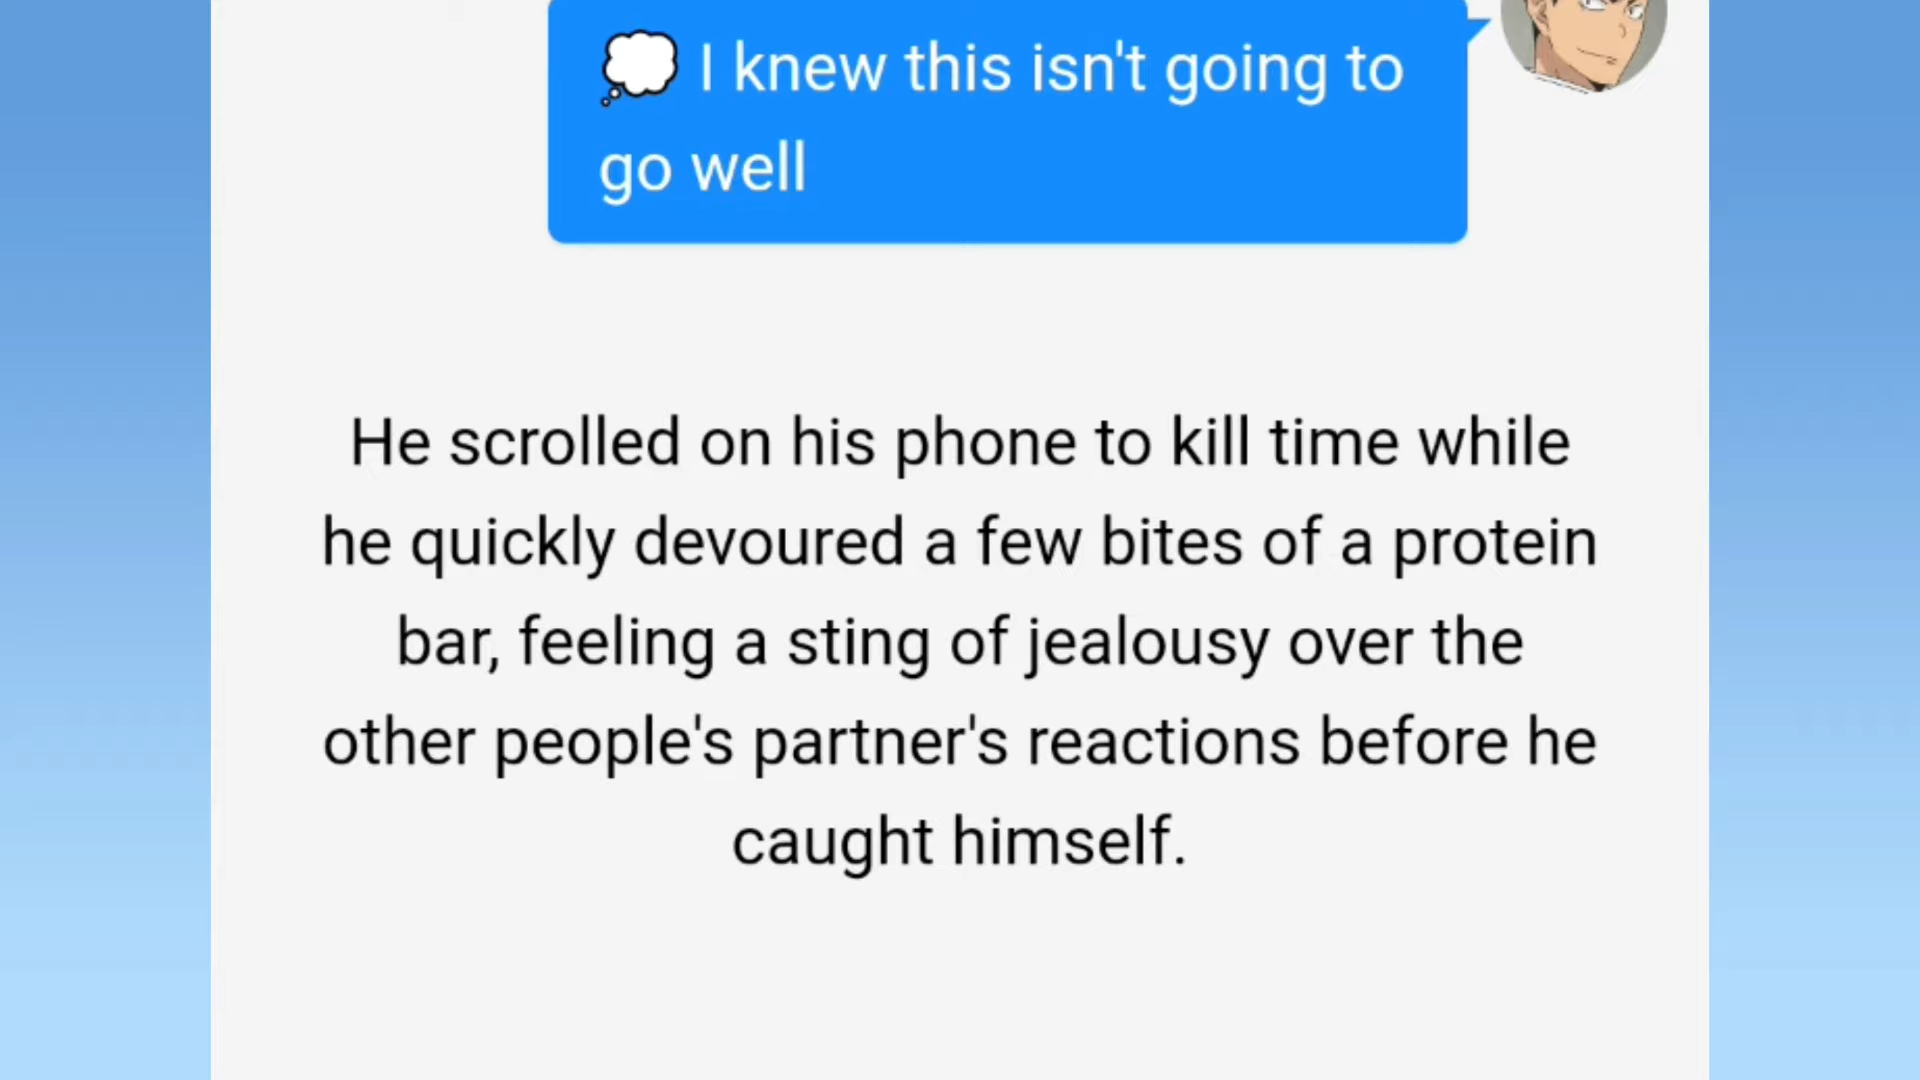 💭 I knew this isn't going to
go well
He scrolled on his phone to kill time while
he quickly devoured a few bites of a protein
bar, feeling a sting of jealousy over the
other people's partner's reactions before he
caught himself.